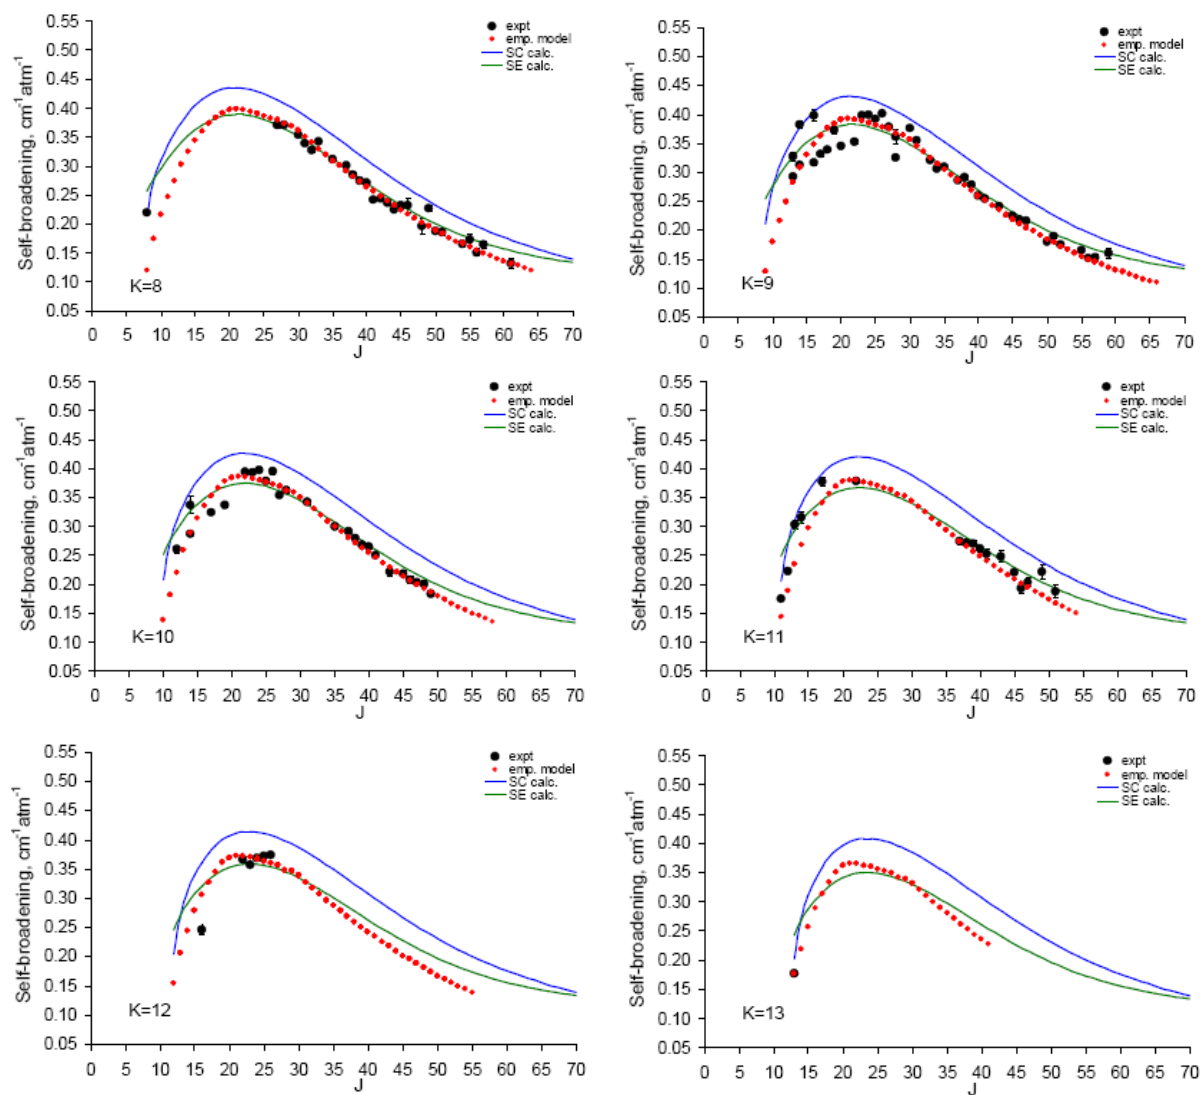 0.55
0.50
0.45
0.40
0.35
0.30
0.25
0.20
0.15
0.10
0.05
Self-broadening, cm⁻¹atm⁻¹
expt
emp. model
SC calc.
SE calc.
K=8
0 5 10 15 20 25 30 35 40 45 50 55 60 65 70
J
0.55
0.50
0.45
0.40
0.35
0.30
0.25
0.20
0.15
0.10
0.05
Self-broadening, cm⁻¹atm⁻¹
expt
emp. model
SC calc.
SE calc.
K=9
0 5 10 15 20 25 30 35 40 45 50 55 60 65 70
J
0.55
0.50
0.45
0.40
0.35
0.30
0.25
0.20
0.15
0.10
0.05
Self-broadening, cm⁻¹atm⁻¹
expt
emp. model
SC calc.
SE calc.
K=10
0 5 10 15 20 25 30 35 40 45 50 55 60 65 70
J
0.55
0.50
0.45
0.40
0.35
0.30
0.25
0.20
0.15
0.10
0.05
Self-broadening, cm⁻¹atm⁻¹
expt
emp. model
SC calc.
SE calc.
K=11
0 5 10 15 20 25 30 35 40 45 50 55 60 65 70
J
0.55
0.50
0.45
0.40
0.35
0.30
0.25
0.20
0.15
0.10
0.05
Self-broadening, cm⁻¹atm⁻¹
expt
emp. model
SC calc.
SE calc.
K=12
0 5 10 15 20 25 30 35 40 45 50 55 60 65 70
J
0.55
0.50
0.45
0.40
0.35
0.30
0.25
0.20
0.15
0.10
0.05
Self-broadening, cm⁻¹atm⁻¹
expt
emp. model
SC calc.
SE calc.
K=13
0 5 10 15 20 25 30 35 40 45 50 55 60 65 70
J